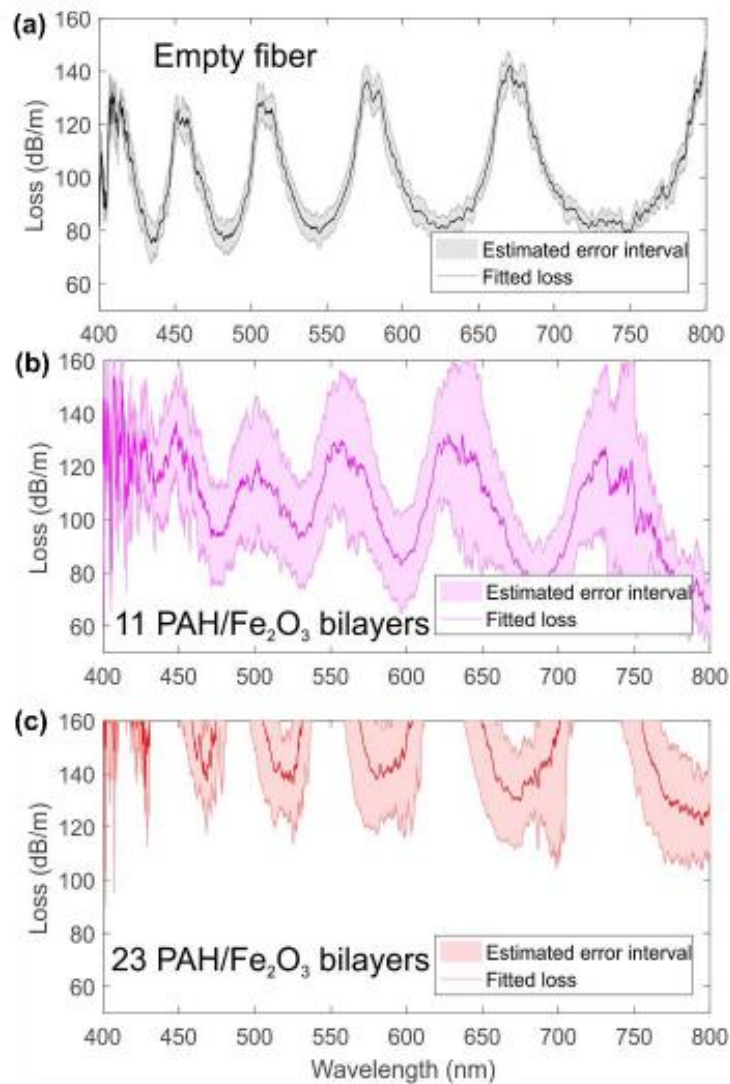 (a)
Empty fiber
Loss (dB/m)
160
140
120
100
80
60
Estimated error interval
Fitted loss
400 450 500 550 600 650 700 750 800
(b)
Loss (dB/m)
160
140
120
100
80
60
11 PAH/Fe₂O₃ bilayers
Estimated error interval
Fitted loss
400 450 500 550 600 650 700 750 800
(c)
Loss (dB/m)
160
140
120
100
80
60
23 PAH/Fe₂O₃ bilayers
Estimated error interval
Fitted loss
400 450 500 550 600 650 700 750 800
Wavelength (nm)